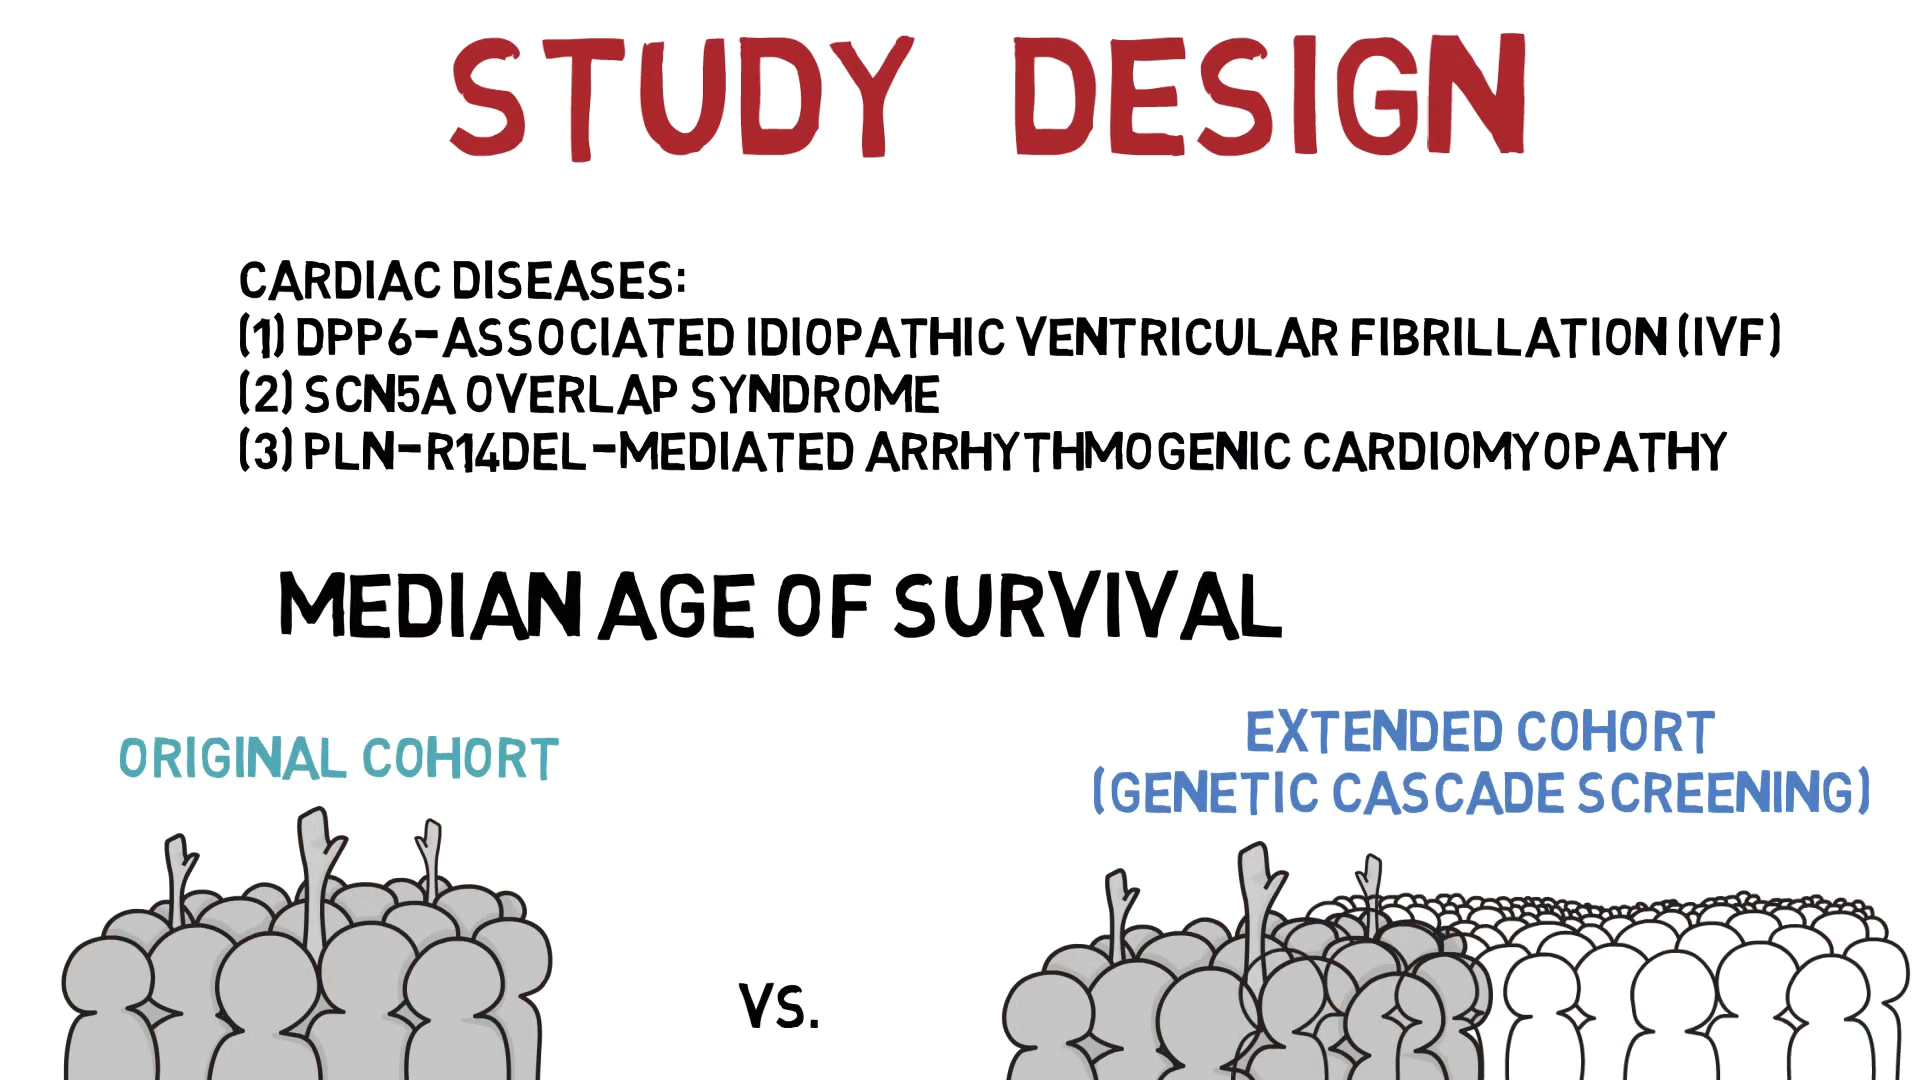 STUDY DESIGN
CARDIAC DISEASES:
(1) DPP6-ASSOCIATED IDIOPATHIC VENTRICULAR FIBRILLATION (IVF)
(2) SCN5A OVERLAP SYNDROME
(3) PLN-R14DEL-MEDIATED ARRHYTHMOGENIC CARDIOMYOPATHY
MEDIAN AGE OF SURVIVAL
ORIGINAL COHORT
VS.
EXTENDED COHORT
(GENETIC CASCADE SCREENING)